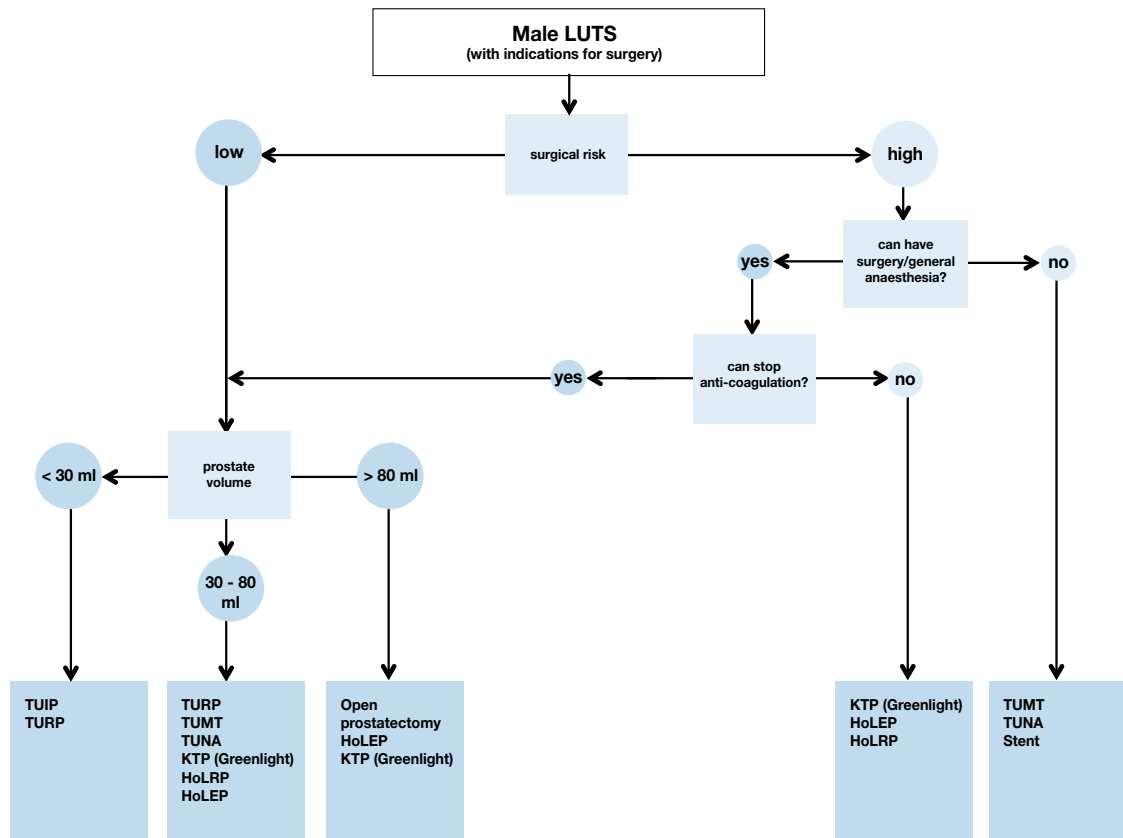 Male LUTS
(with indications for surgery)
low
surgical risk
high
can have
surgery/general
anaesthesia?
yes
no
can stop
anti-coagulation?
yes
no
prostate
volume
< 30 ml
> 80 ml
30 - 80
ml
TUIP
TURP
TURP
TUMT
TUNA
KTP (Greenlight)
HoLRP
HoLEP
Open
prostatectomy
HoLEP
KTP (Greenlight)
KTP (Greenlight)
HoLEP
HoLRP
TUMT
TUNA
Stent